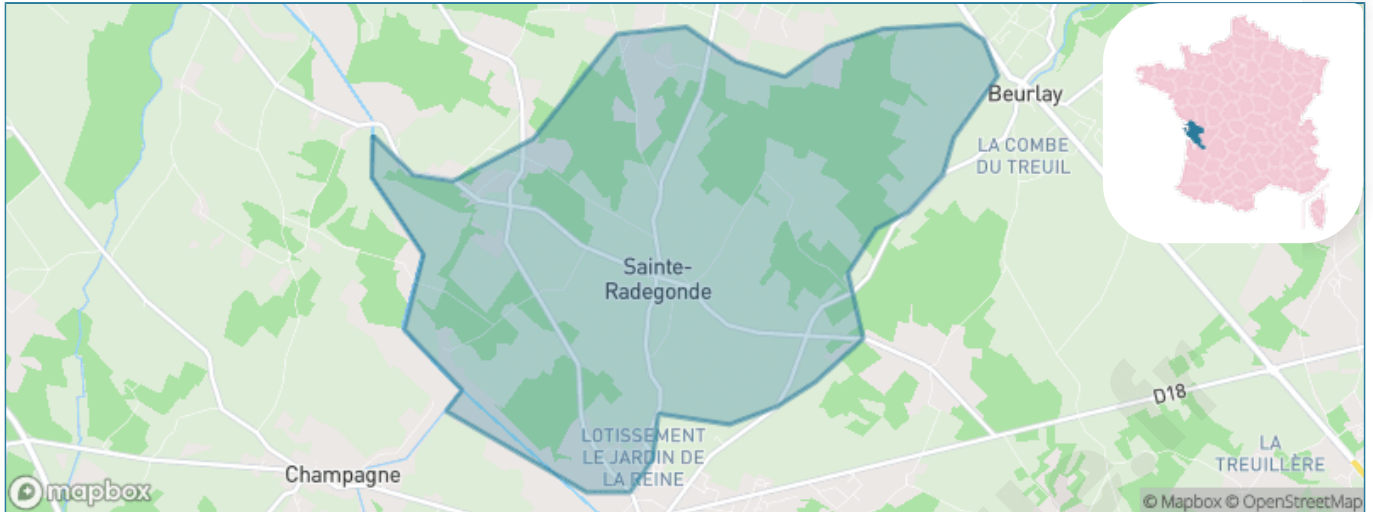 Beurlay
LA COMBE
DU TREUIL
Sainte-
Radegonde
D18
LOTISSEMENT
LE JARDIN DE
LA REINE
LA
TREUILLÈRE
Champagne
mapbox
© Mapbox © OpenStreetMap